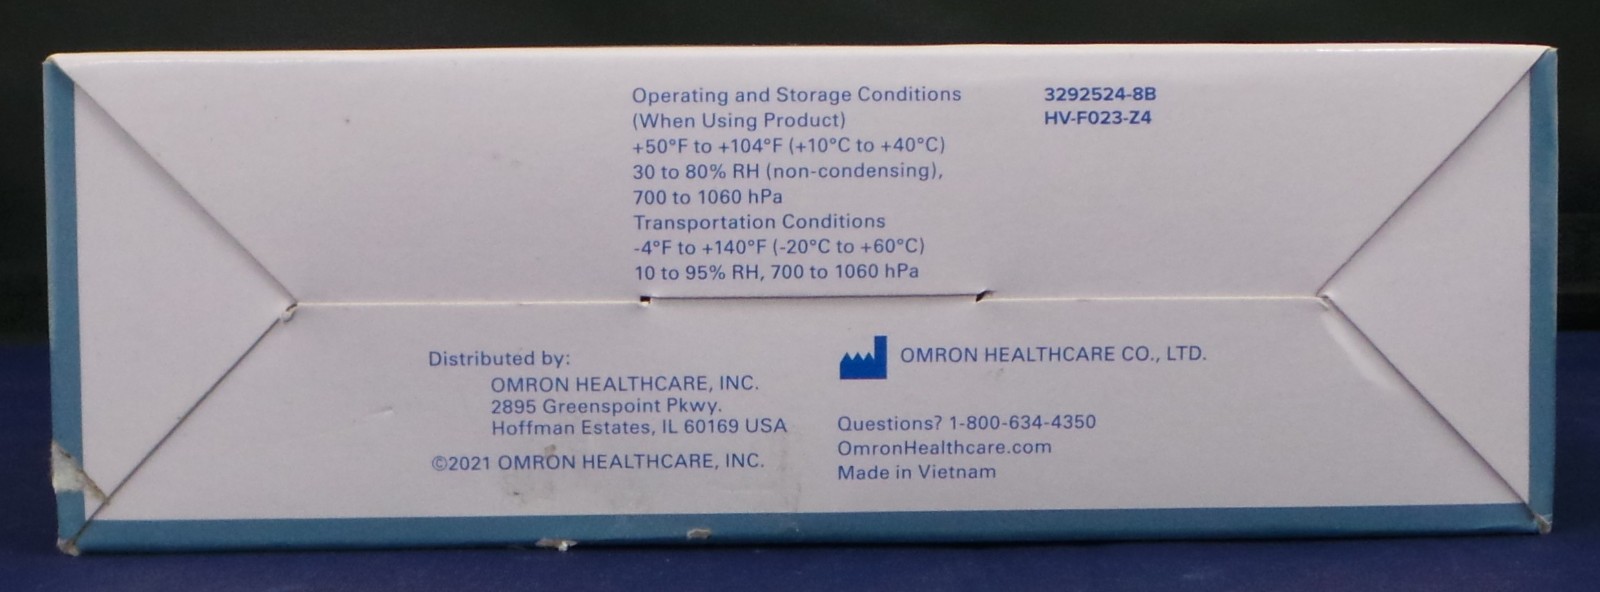 Operating and Storage Conditions
(When Using Product)
+50°F to +104°F (+10°C to +40°C)
30 to 80% RH (non-condensing),
700 to 1060 hPa
Transportation Conditions
-4°F to +140°F (-20°C to +60°C)
10 to 95% RH, 700 to 1060 hPa
3292524-8B
HV-F023-Z4
Distributed by:
OMRON HEALTHCARE, INC.
2895 Greenspoint Pkwy.
Hoffman Estates, IL 60169 USA
©2021 OMRON HEALTHCARE, INC.
OMRON HEALTHCARE CO., LTD.
Questions? 1-800-634-4350
OmronHealthcare.com
Made in Vietnam